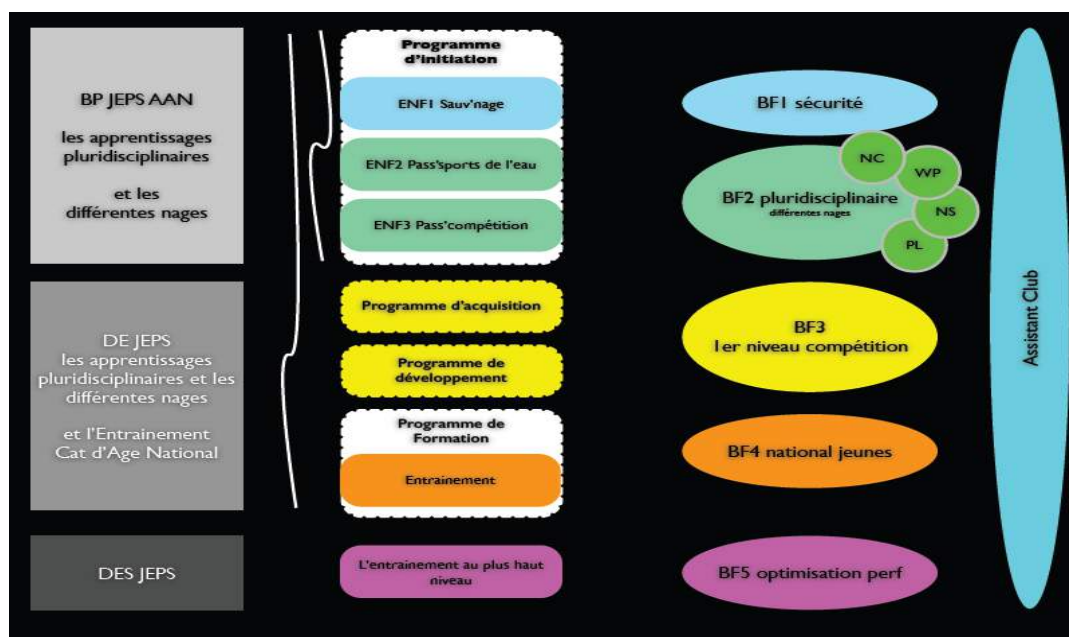 BP JEPS AAN
les apprentissages
pluridisciplinaires
et les
différentes nages
DE JEPS
les apprentissages
pluridisciplinaires et les
différentes nages
et l'Entrainement
Cat d'Age National
DES JEPS
Programme
d'initiation
ENF1 Sauv'nage
ENF2 Pass'sports de l'eau
ENF3 Pass'compétition
Programme d'acquisition
Programme de
développement
Programme de
Formation
Entrainement
L'entrainement au plus haut
niveau
BF1 sécurité
BF2 pluridisciplinaire
différentes nages
NC
WP
NS
PL
BF3
1er niveau compétition
BF4 national jeunes
BF5 optimisation perf
Assistant Club